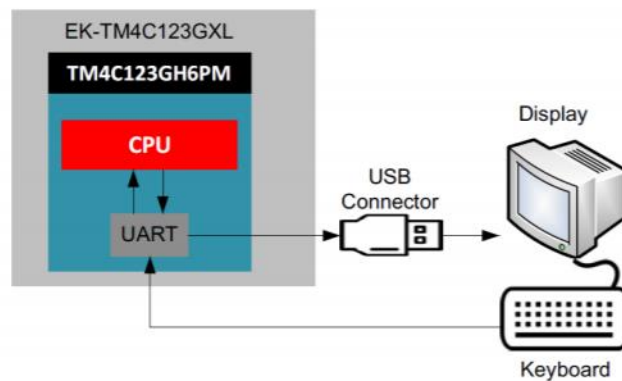 EK-TM4C123GXL
TM4C123GH6PM
CPU
UART
USB
Connector
Display
Keyboard